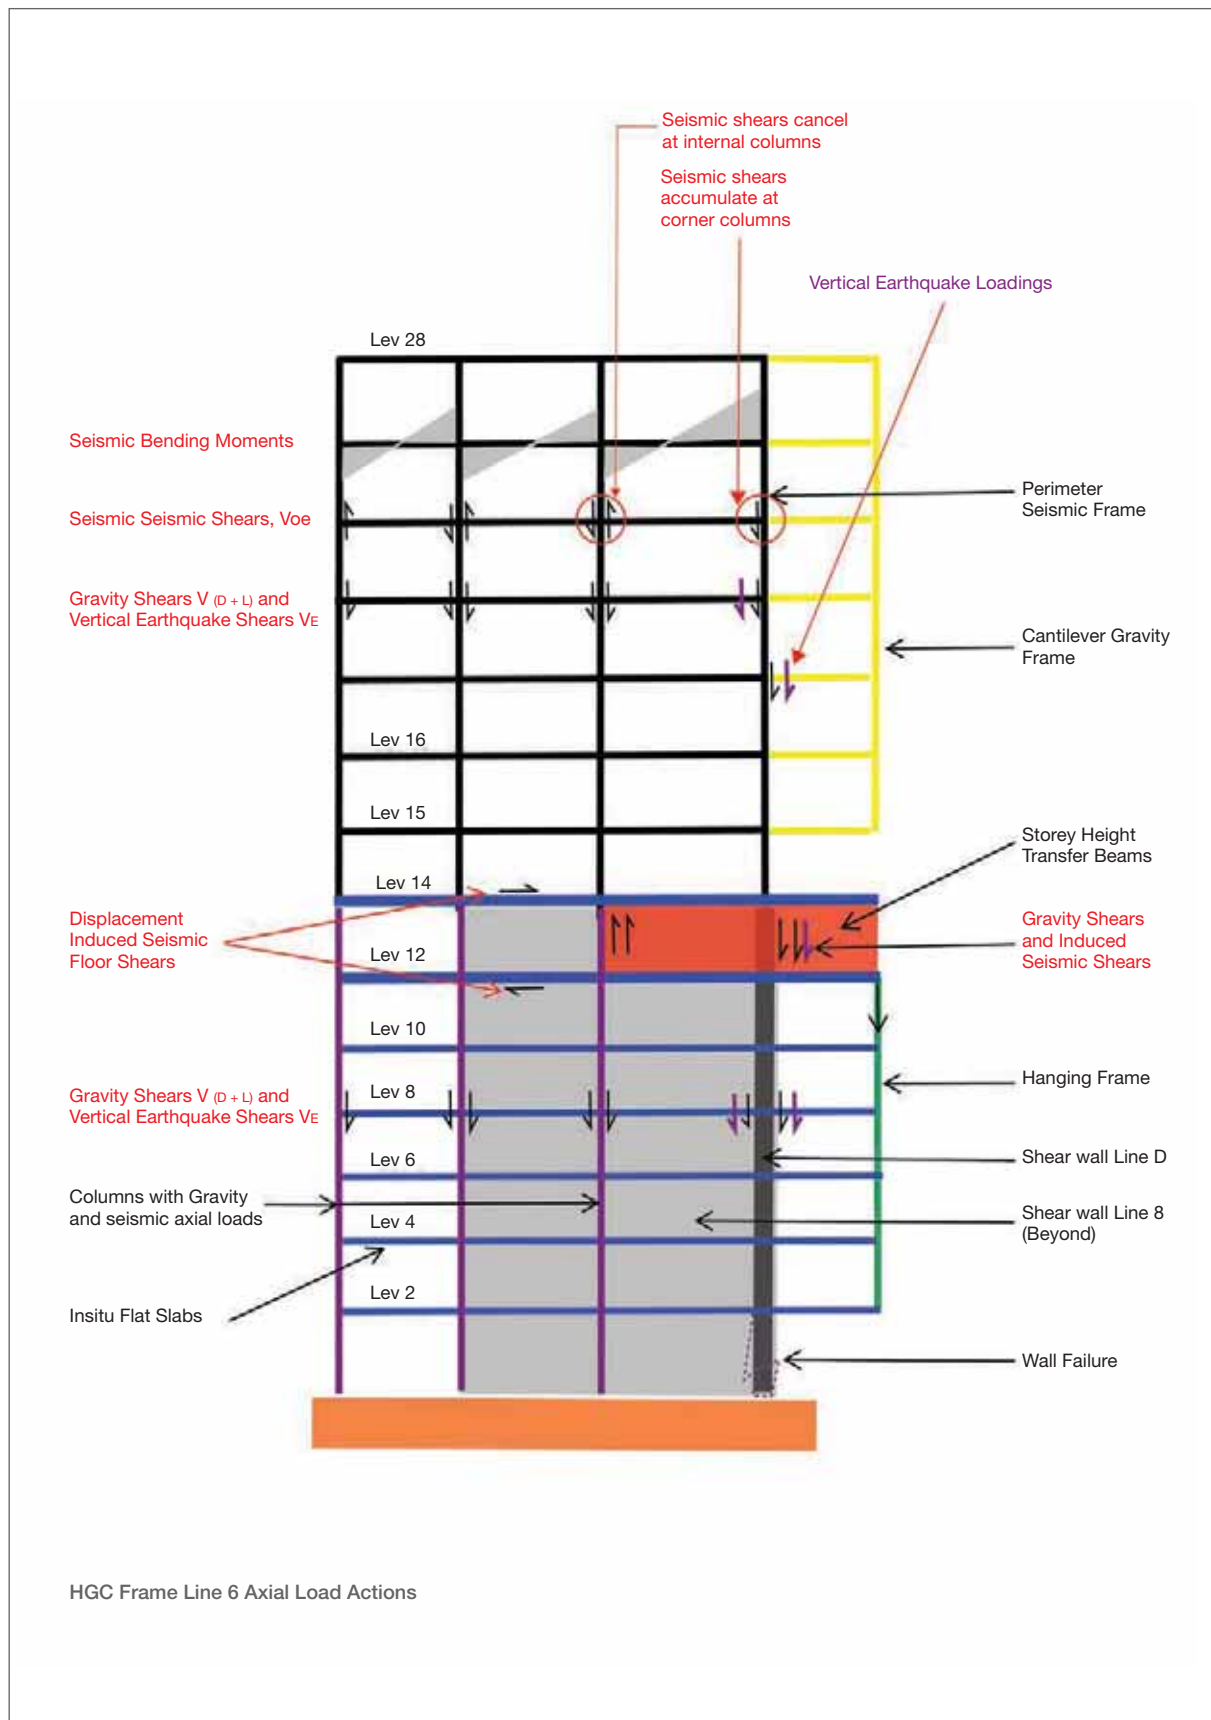 Seismic shears cancel
at internal columns
Seismic shears
accumulate at
corner columns
Vertical Earthquake Loadings
Lev 28
Seismic Bending Moments
Perimeter
Seismic Frame
Seismic Seismic Shears, Voe
Gravity Shears V (D + L) and
Vertical Earthquake Shears VE
Cantilever Gravity
Frame
Lev 16
Lev 15
Storey Height
Transfer Beams
Lev 14
Displacement
Induced Seismic
Floor Shears
Gravity Shears
and Induced
Seismic Shears
Lev 12
Lev 10
Hanging Frame
Gravity Shears V (D + L) and
Vertical Earthquake Shears VE
Lev 8
Shear wall Line D
Lev 6
Columns with Gravity
and seismic axial loads
Shear wall Line 8
(Beyond)
Lev 4
Lev 2
Insitu Flat Slabs
Wall Failure
HGC Frame Line 6 Axial Load Actions